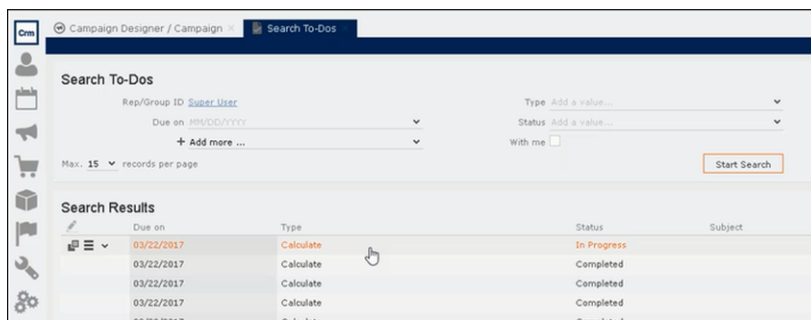 Crm
Campaign Designer / Campaign × Search To-Dos ×
Search To-Dos
Rep/Group ID Super User Type Add a value...
Due on MM/DD/YYYY Status Add a value...
+ Add more ... With me
Max. 15 records per page Start Search
Search Results
Due on Type Status Subject
03/22/2017 Calculate In Progress
03/22/2017 Calculate Completed
03/22/2017 Calculate Completed
03/22/2017 Calculate Completed